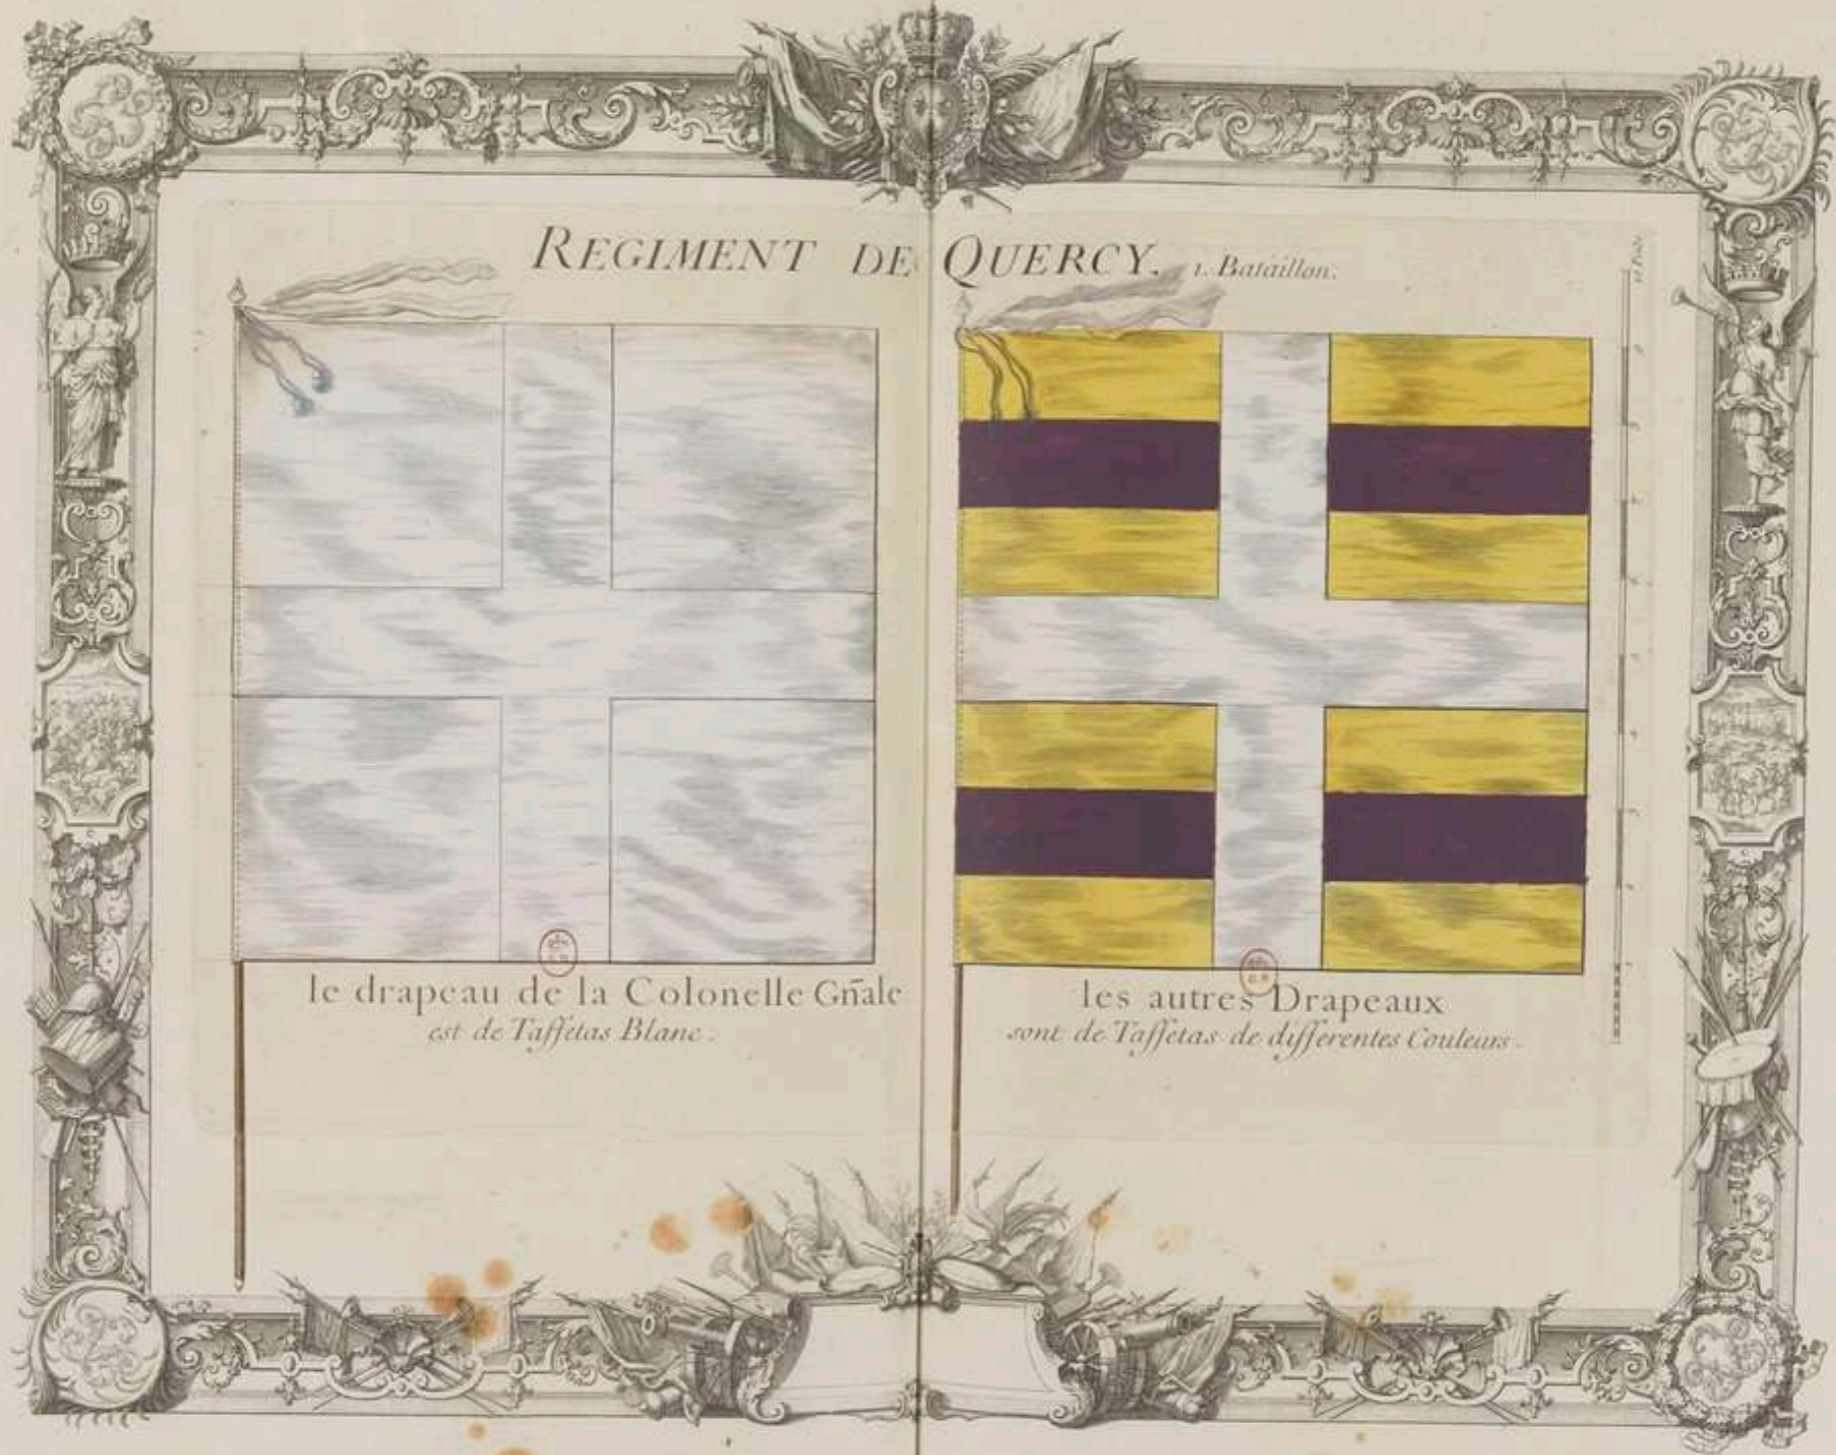 REGIMENT DE QUERCY. 1. Bataillon.
le drapeau de la Colonelle Gñale
est de Taffetas Blanc.
les autres Drapeaux
sont de Taffetas de differentes Couleurs.